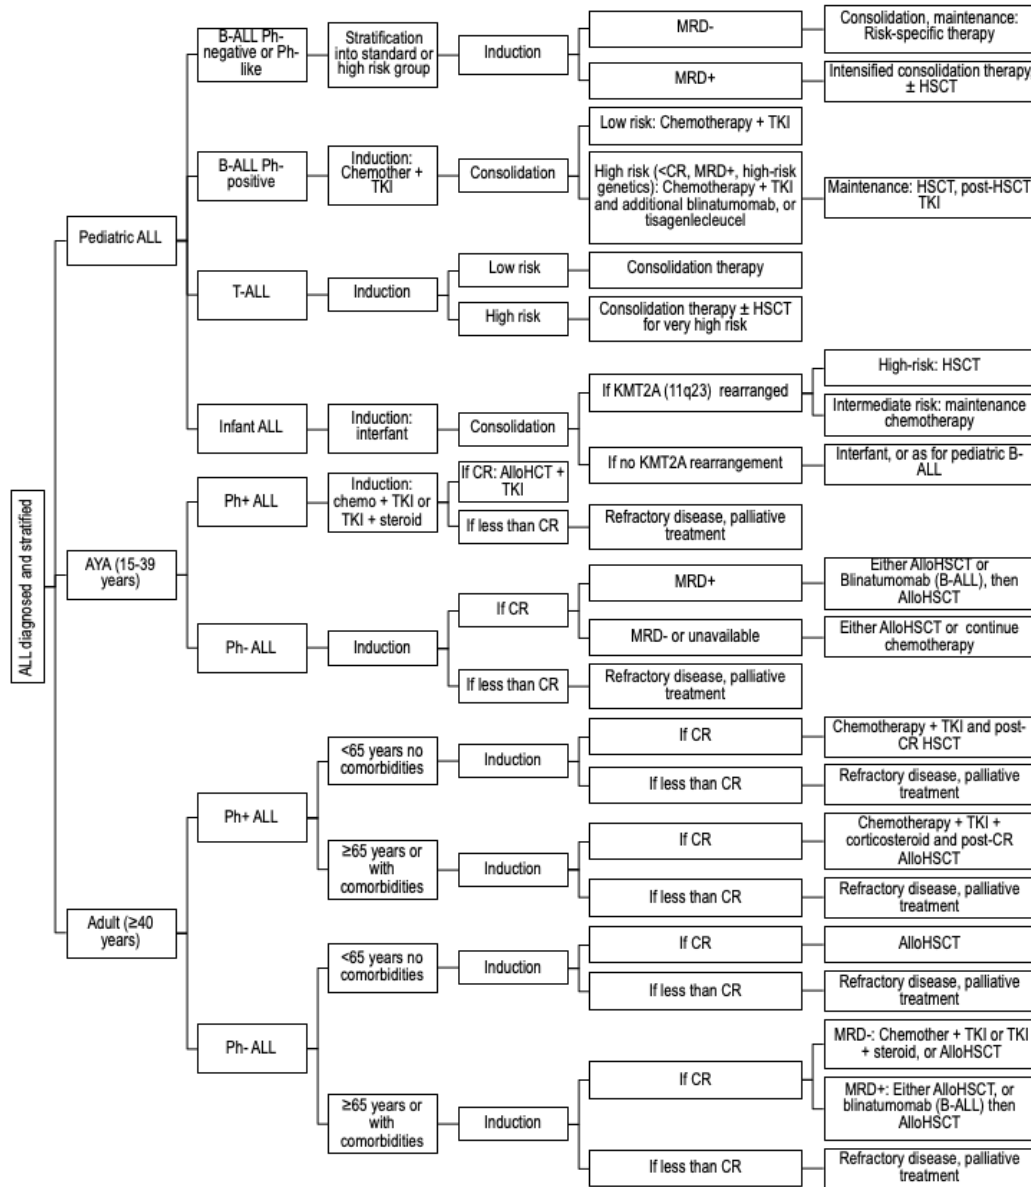 ALL diagnosed and stratified
Pediatric ALL
B-ALL Ph-
negative or Ph-
like
Stratification
into standard or
high risk group
Induction
MRD-
Consolidation, maintenance:
Risk-specific therapy
MRD+
Intensified consolidation therapy
± HSCT
B-ALL Ph-
positive
Induction:
Chemother +
TKI
Consolidation
Low risk: Chemotherapy + TKI
High risk (<CR, MRD+, high-risk
genetics): Chemotherapy + TKI
and additional blinatumomab, or
tisagenlecleucel
Maintenance: HSCT, post-HSCT
TKI
T-ALL
Induction
Low risk
Consolidation therapy
High risk
Consolidation therapy ± HSCT
for very high risk
Infant ALL
Induction:
interfant
Consolidation
If KMT2A (11q23) rearranged
High-risk: HSCT
Intermediate risk: maintenance
chemotherapy
If no KMT2A rearrangement
Interfant, or as for pediatric B-
ALL
AYA (15-39
years)
Ph+ ALL
Induction:
chemo + TKI or
TKI + steroid
If CR: AlloHCT +
TKI
If less than CR
Refractory disease, palliative
treatment
Ph- ALL
Induction
If CR
MRD+
Either AlloHSCT or
Blinatumomab (B-ALL), then
AlloHSCT
MRD- or unavailable
Either AlloHSCT or continue
chemotherapy
If less than CR
Refractory disease, palliative
treatment
Adult (≥40
years)
Ph+ ALL
<65 years no
comorbidities
Induction
If CR
Chemotherapy + TKI and post-
CR HSCT
If less than CR
Refractory disease, palliative
treatment
≥65 years or
with
comorbidities
Induction
If CR
Chemotherapy + TKI +
corticosteroid and post-CR
AlloHSCT
If less than CR
Refractory disease, palliative
treatment
Ph- ALL
<65 years no
comorbidities
Induction
If CR
AlloHSCT
If less than CR
Refractory disease, palliative
treatment
≥65 years or
with
comorbidities
Induction
If CR
MRD-: Chemother + TKI or TKI
+ steroid, or AlloHSCT
MRD+: Either AlloHSCT, or
blinatumomab (B-ALL) then
AlloHSCT
If less than CR
Refractory disease, palliative
treatment